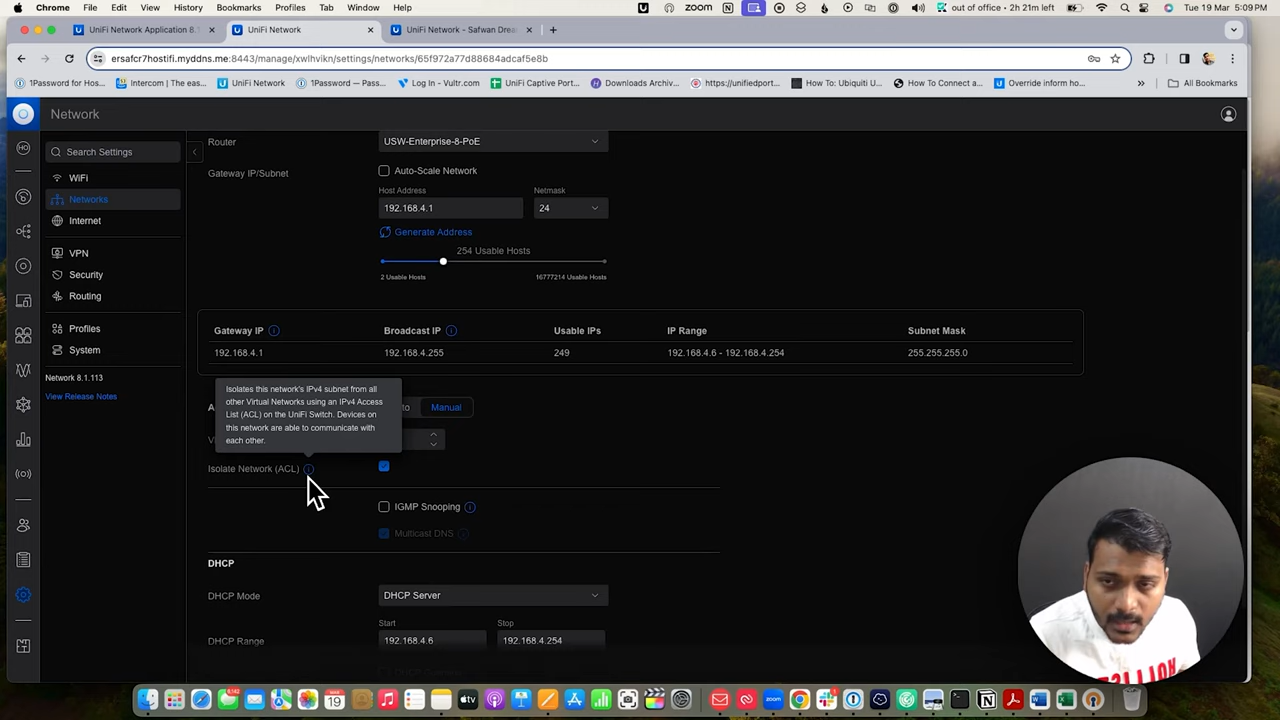 Chrome File Edit View History Bookmarks Profiles Tab Window Help
zoom out of office • 2h 21m left Tue 19 Mar 5:09 PM
UniFi Network Application 8.1
UniFi Network
UniFi Network - Safwan Drea
ersafcr7hostifi.myddns.me:8443/manage/xwlhvikn/settings/networks/65f972a77d88684adcaf5e8b
1Password for Hos... Intercom | The eas... UniFi Network 1Password — Sear... Log In - Vultr.com UniFi Captive Port... Downloads Archiv... https://unifiedport... How To: Ubiquiti U... How To Connect a... Override inform ho... » All Bookmarks
Network
Search Settings
WiFi
Networks
Internet
VPN
Security
Routing
Profiles
System
Network 8.1.113
View Release Notes
Router USW-Enterprise-8-PoE
Gateway IP/Subnet Auto-Scale Network
Host Address Netmask
192.168.4.1 24
Generate Address
254 Usable Hosts
2 Usable Hosts 16777214 Usable Hosts
Gateway IP Broadcast IP Usable IPs IP Range Subnet Mask
192.168.4.1 192.168.4.255 249 192.168.4.6 - 192.168.4.254 255.255.255.0
Isolates this network's IPv4 subnet from all
other Virtual Networks using an IPv4 Access
List (ACL) on the UniFi Switch. Devices on
this network are able to communicate with
each other.
Manual
Isolate Network (ACL)
IGMP Snooping
Multicast DNS
DHCP
DHCP Mode DHCP Server
Start Stop
DHCP Range 192.168.4.6 192.168.4.254